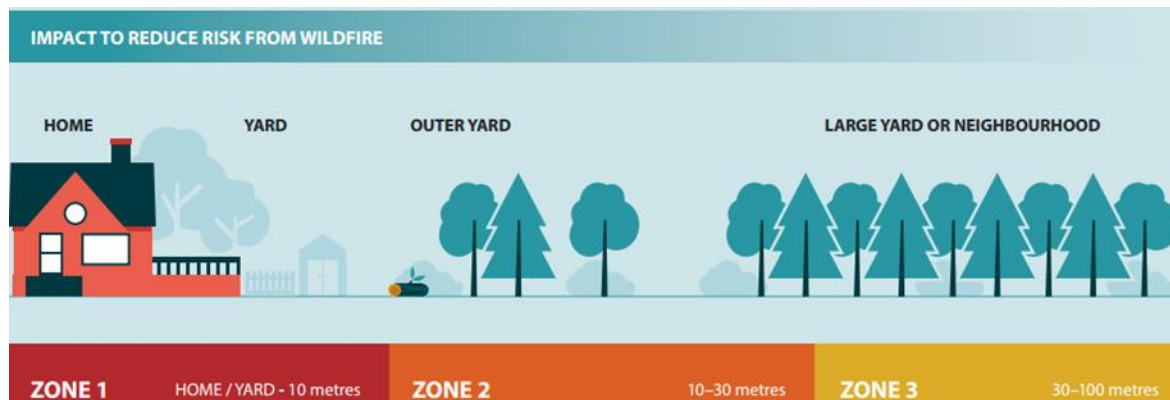 IMPACT TO REDUCE RISK FROM WILDFIRE
HOME YARD OUTER YARD LARGE YARD OR NEIGHBOURHOOD
ZONE 1 HOME / YARD - 10 metres ZONE 2 10–30 metres ZONE 3 30–100 metres